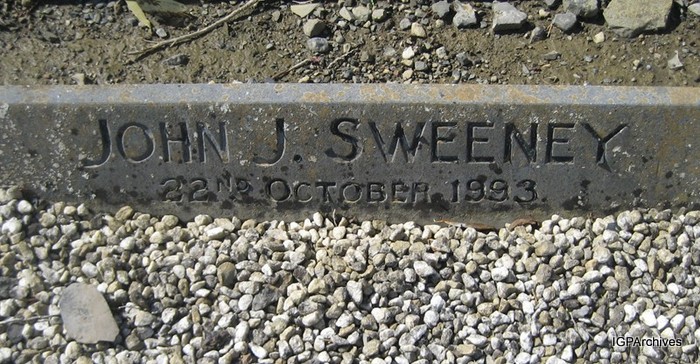 JOHN J. SWEENEY
22ND OCTOBER 1993.
IGPArchives